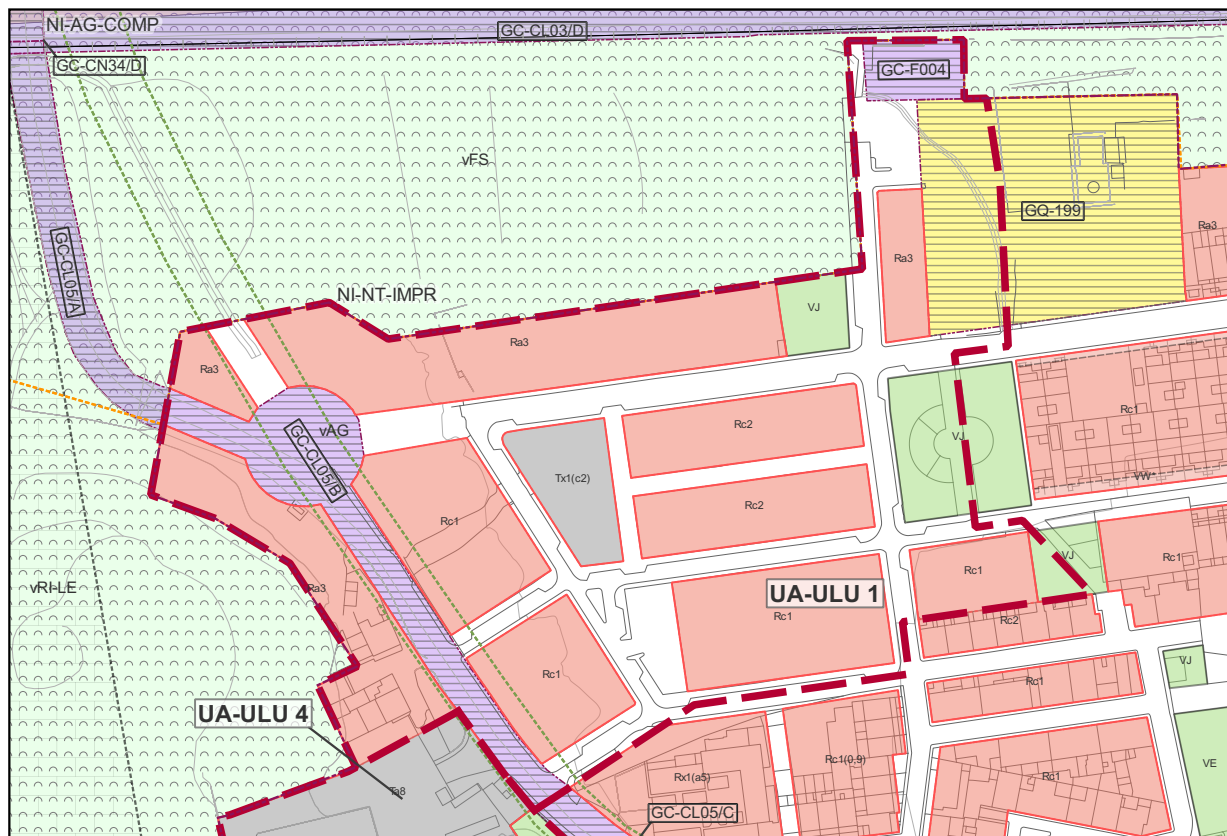 NI-AG-COMP
GC-CL03/D
GC-CN34/D
GC-F004
vFS
GQ-199
Ra3
Ra3
GC-CL05/A
NI-NT-IMPR
VJ
Ra3
Ra3
Rc1
Rc2
vAG
VJ
GC-CL05/B
Tx1(c2)
VW*
Rc2
Rc1
VJ
Rc1
Rc1
vRI-LE
Ra3
UA-ULU 1
Rc1
Rc2
VJ
Rc1
Rc1
UA-ULU 4
Rx1(a5)
Rc1(0,9)
Rc1
VE
Ta8
GC-CL05/C